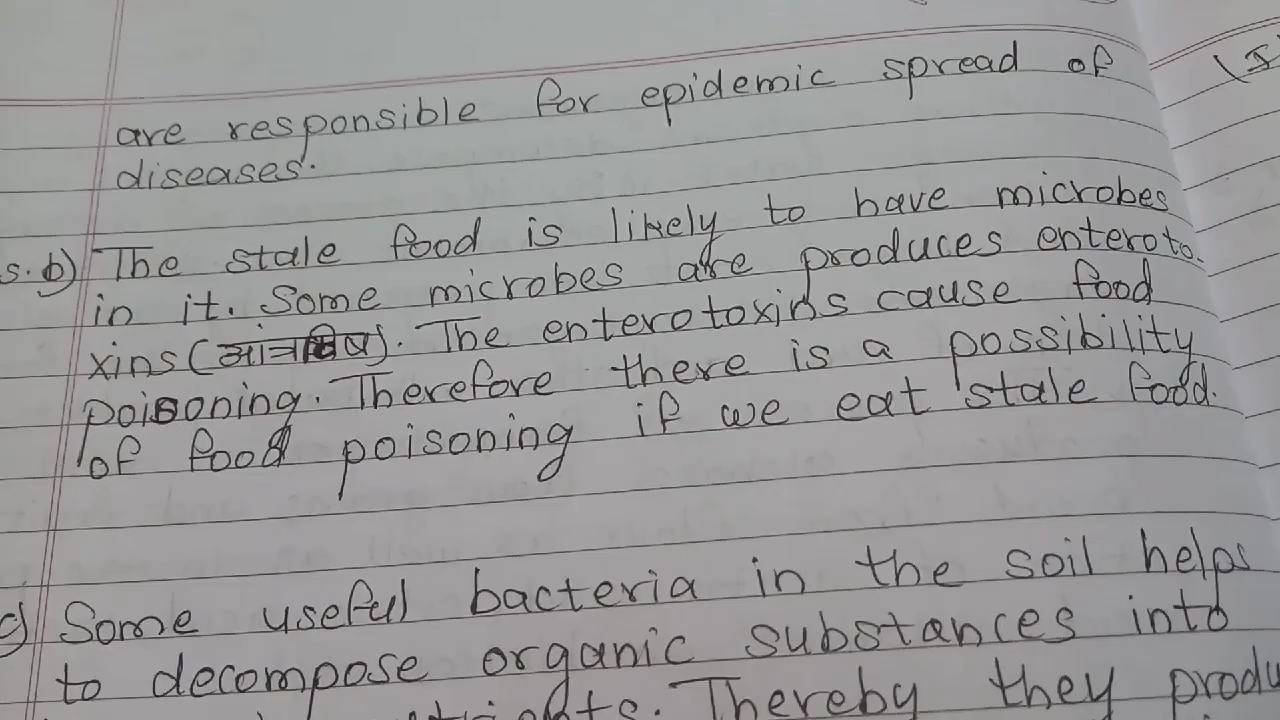 are responsible for epidemic spread of
diseases.
s. b) The stale food is likely to have microbes
in it. Some microbes are produces enteroto-
xins (आंत्रविष). The enterotoxins cause food
poisoning. Therefore there is a possibility
of food poisoning if we eat stale food.
c) Some useful bacteria in the soil helps
to decompose organic substances into
Thereby they produ